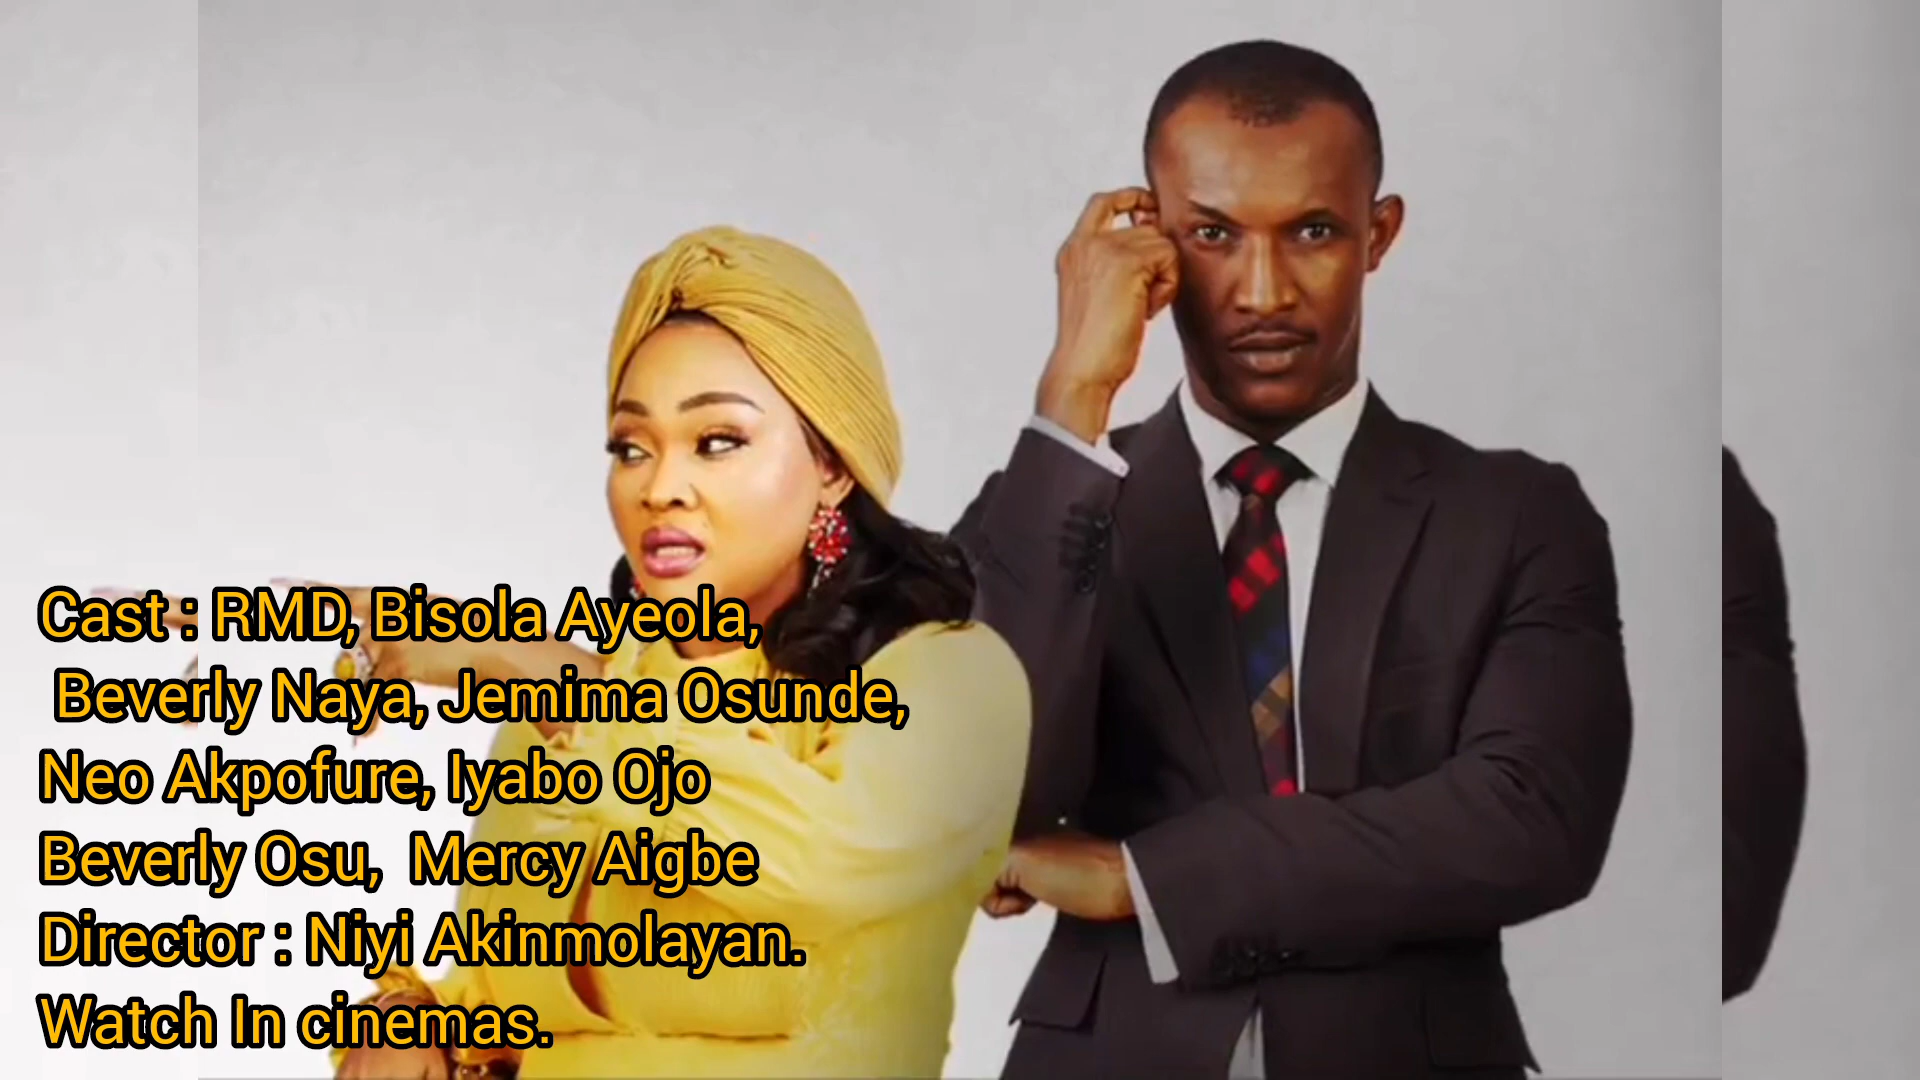 Cast : RMD, Bisola Ayeola,
Beverly Naya, Jemima Osunde,
Neo Akpofure, Iyabo Ojo
Beverly Osu, Mercy Aigbe
Director : Niyi Akinmolayan.
Watch In cinemas.